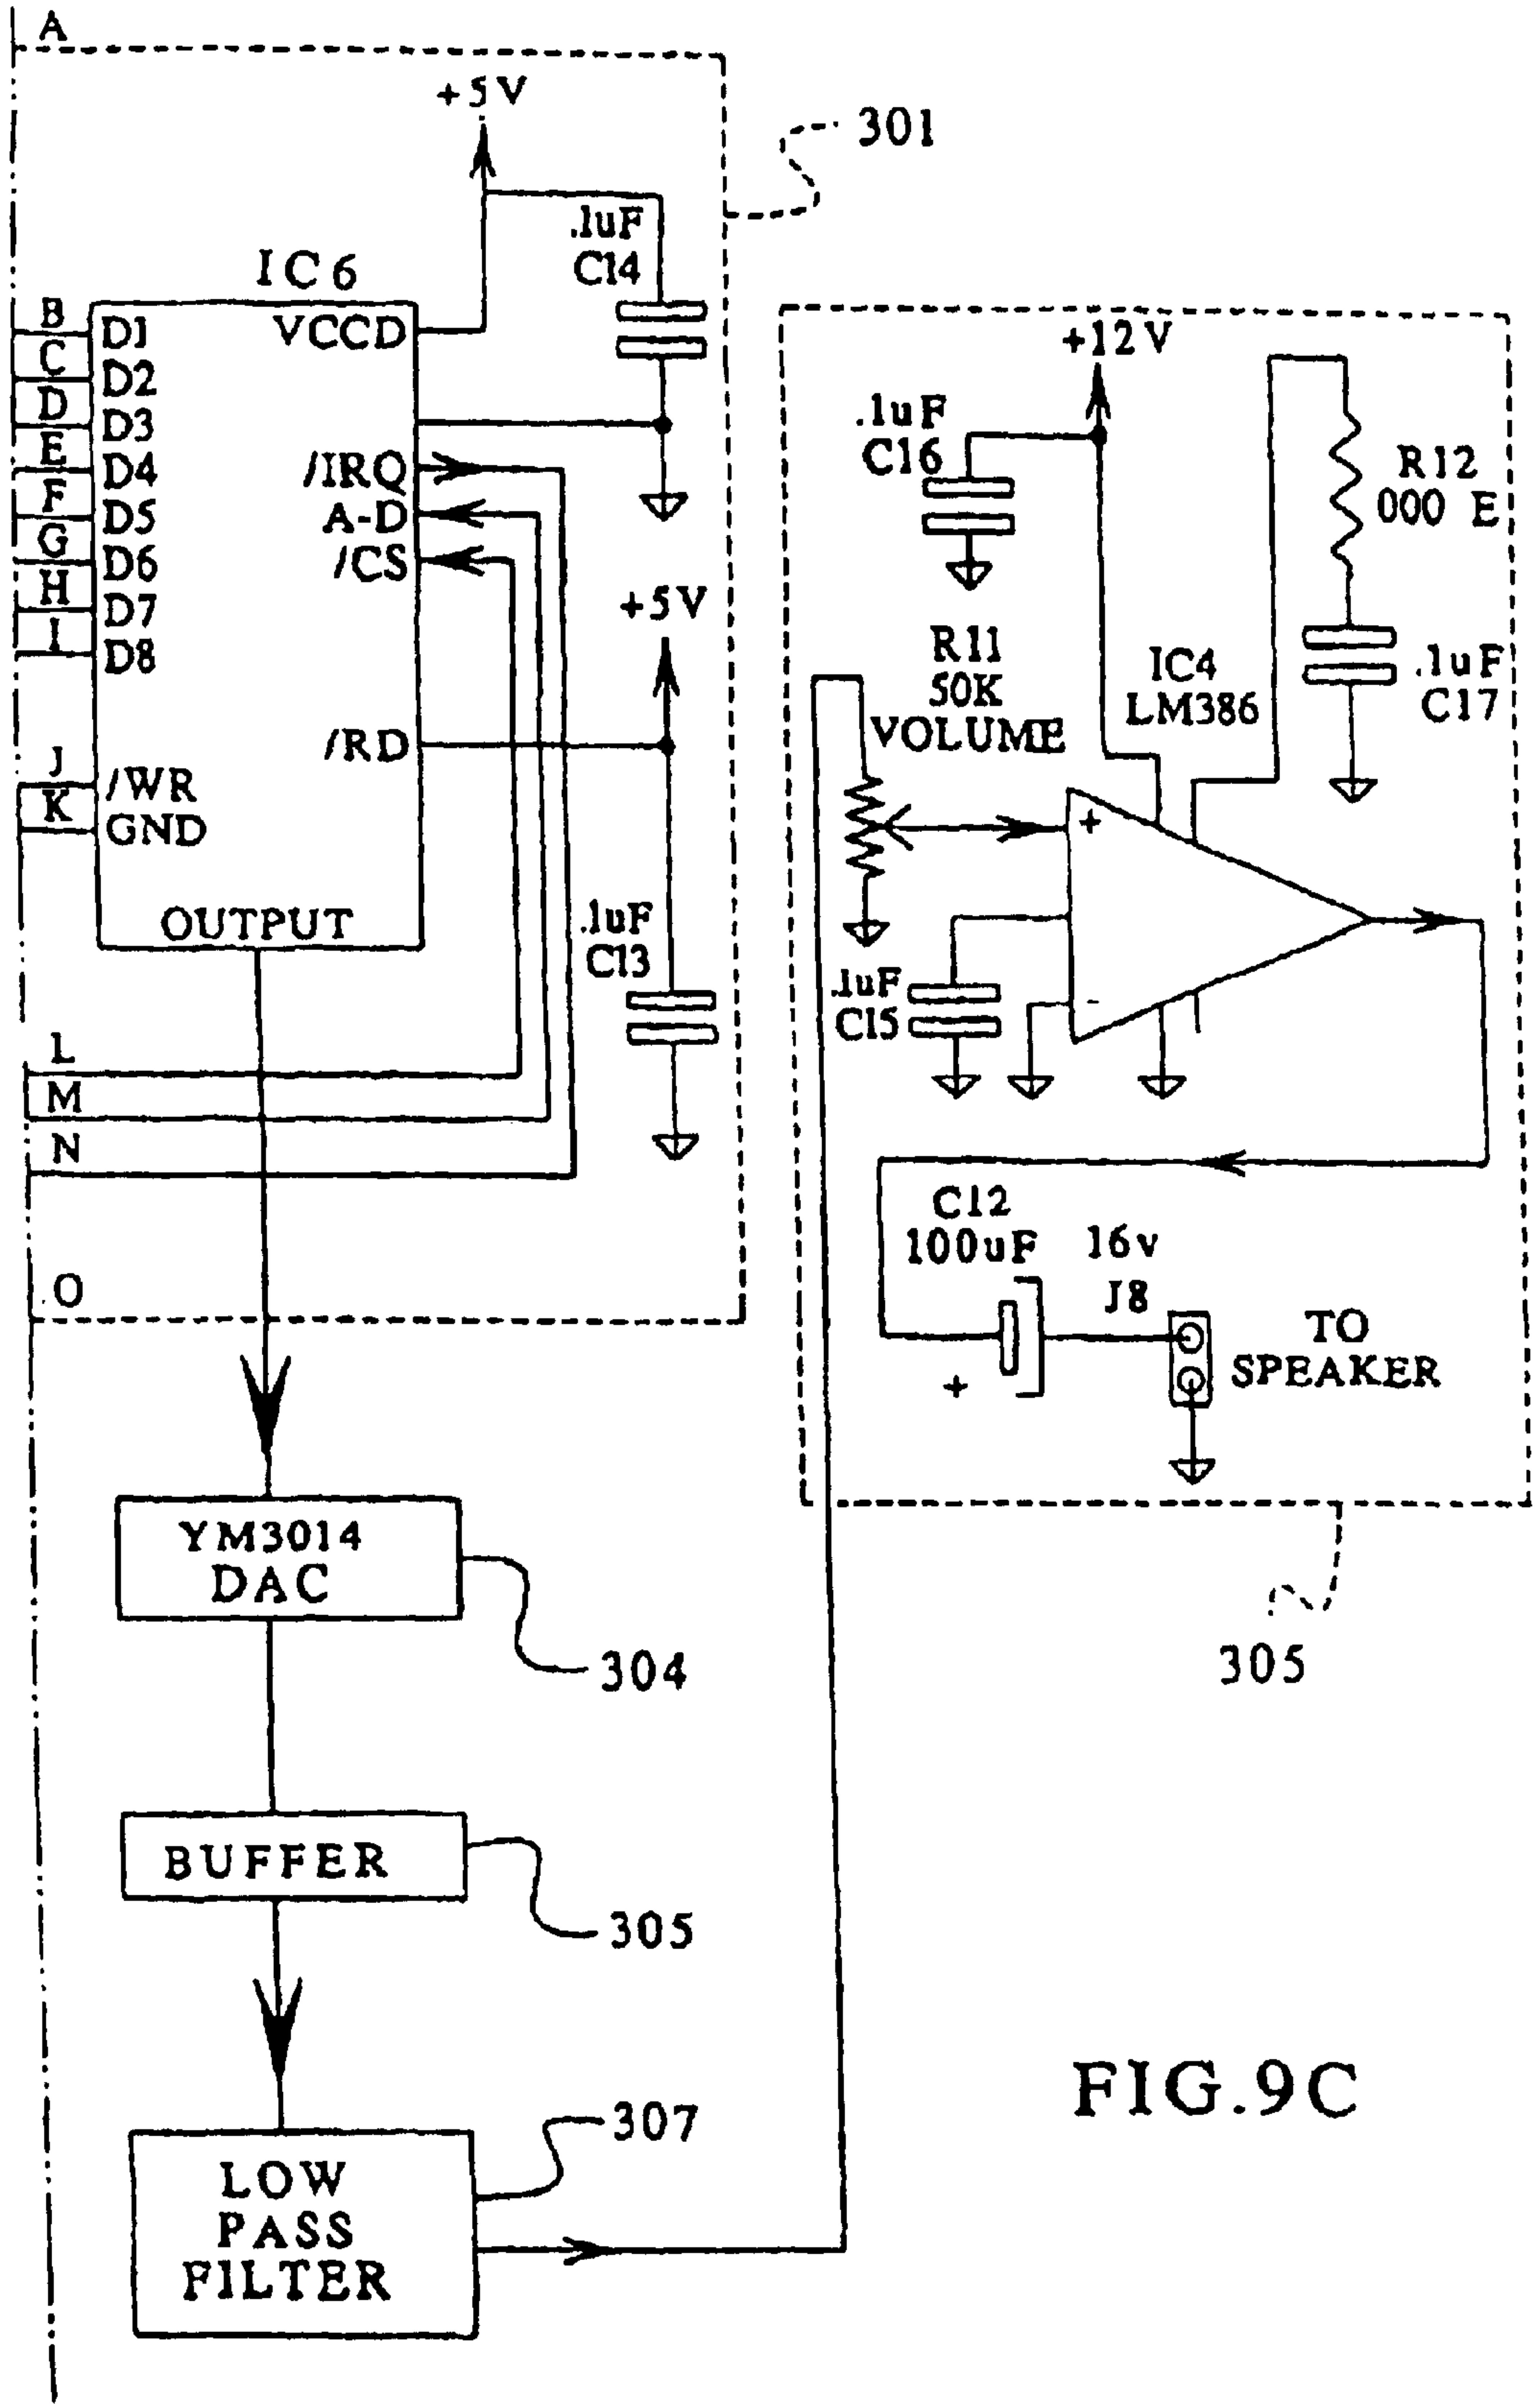 A
+5V
301
.1uF
C14
IC6
B
C
D
E
F
G
H
I
D1
D2
D3
D4
D5
D6
D7
D8
VCCD
/IRQ
A-D
/CS
+5V
/RD
J
K
/WR
GND
OUTPUT
.1uF
C13
L
M
N
O
+12V
.1uF
C16
R12
000 E
R11
50K
VOLUME
IC4
LM386
.1uF
C17
+
-
.1uF
C15
C12
100uF
16v
J8
+
TO
SPEAKER
305
YM3014
DAC
304
BUFFER
305
307
LOW
PASS
FILTER
FIG.9C